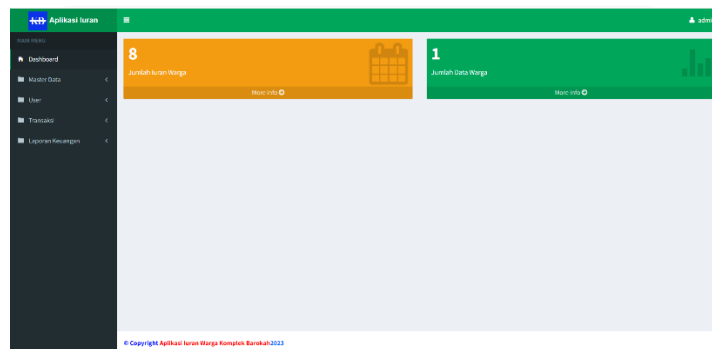 Aplikasi Iuran
admi
MAIN MENU
Dashboard
Master Data
User
Transaksi
Laporan Keuangan
8
Jumlah Iuran Warga
More info
1
Jumlah Data Warga
More info
© Copyright Aplikasi Iuran Warga Komplek Barokah2023